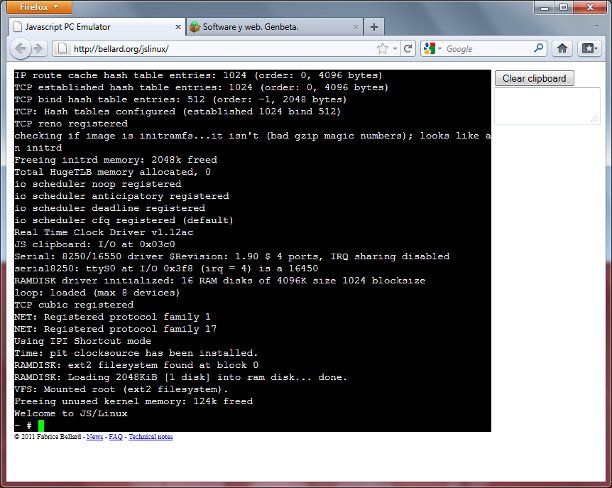 Firefox
Javascript PC Emulator
Software y web. Genbeta.
http://bellard.org/jslinux/
Google
IP route cache hash table entries: 1024 (order: 0, 4096 bytes)
TCP established hash table entries: 1024 (order: 0, 4096 bytes)
TCP bind hash table entries: 512 (order: -1, 2048 bytes)
TCP: Hash tables configured (established 1024 bind 512)
TCP reno registered
checking if image is initramfs...it isn't (bad gzip magic numbers); looks like a
n initrd
Freeing initrd memory: 2048k freed
Total HugeTLB memory allocated, 0
io scheduler noop registered
io scheduler anticipatory registered
io scheduler deadline registered
io scheduler cfq registered (default)
Real Time Clock Driver v1.12ac
JS clipboard: I/O at 0x03c0
Serial: 8250/16550 driver $Revision: 1.90 $ 4 ports, IRQ sharing disabled
serial8250: ttyS0 at I/O 0x3f8 (irq = 4) is a 16450
RAMDISK driver initialized: 16 RAM disks of 4096K size 1024 blocksize
loop: loaded (max 8 devices)
TCP cubic registered
NET: Registered protocol family 1
NET: Registered protocol family 17
Using IPI Shortcut mode
Time: pit clocksource has been installed.
RAMDISK: ext2 filesystem found at block 0
RAMDISK: Loading 2048KiB [1 disk] into ram disk... done.
VFS: Mounted root (ext2 filesystem).
Freeing unused kernel memory: 124k freed
Welcome to JS/Linux
~ #
Clear clipboard
© 2011 Fabrice Bellard - News - FAQ - Technical notes